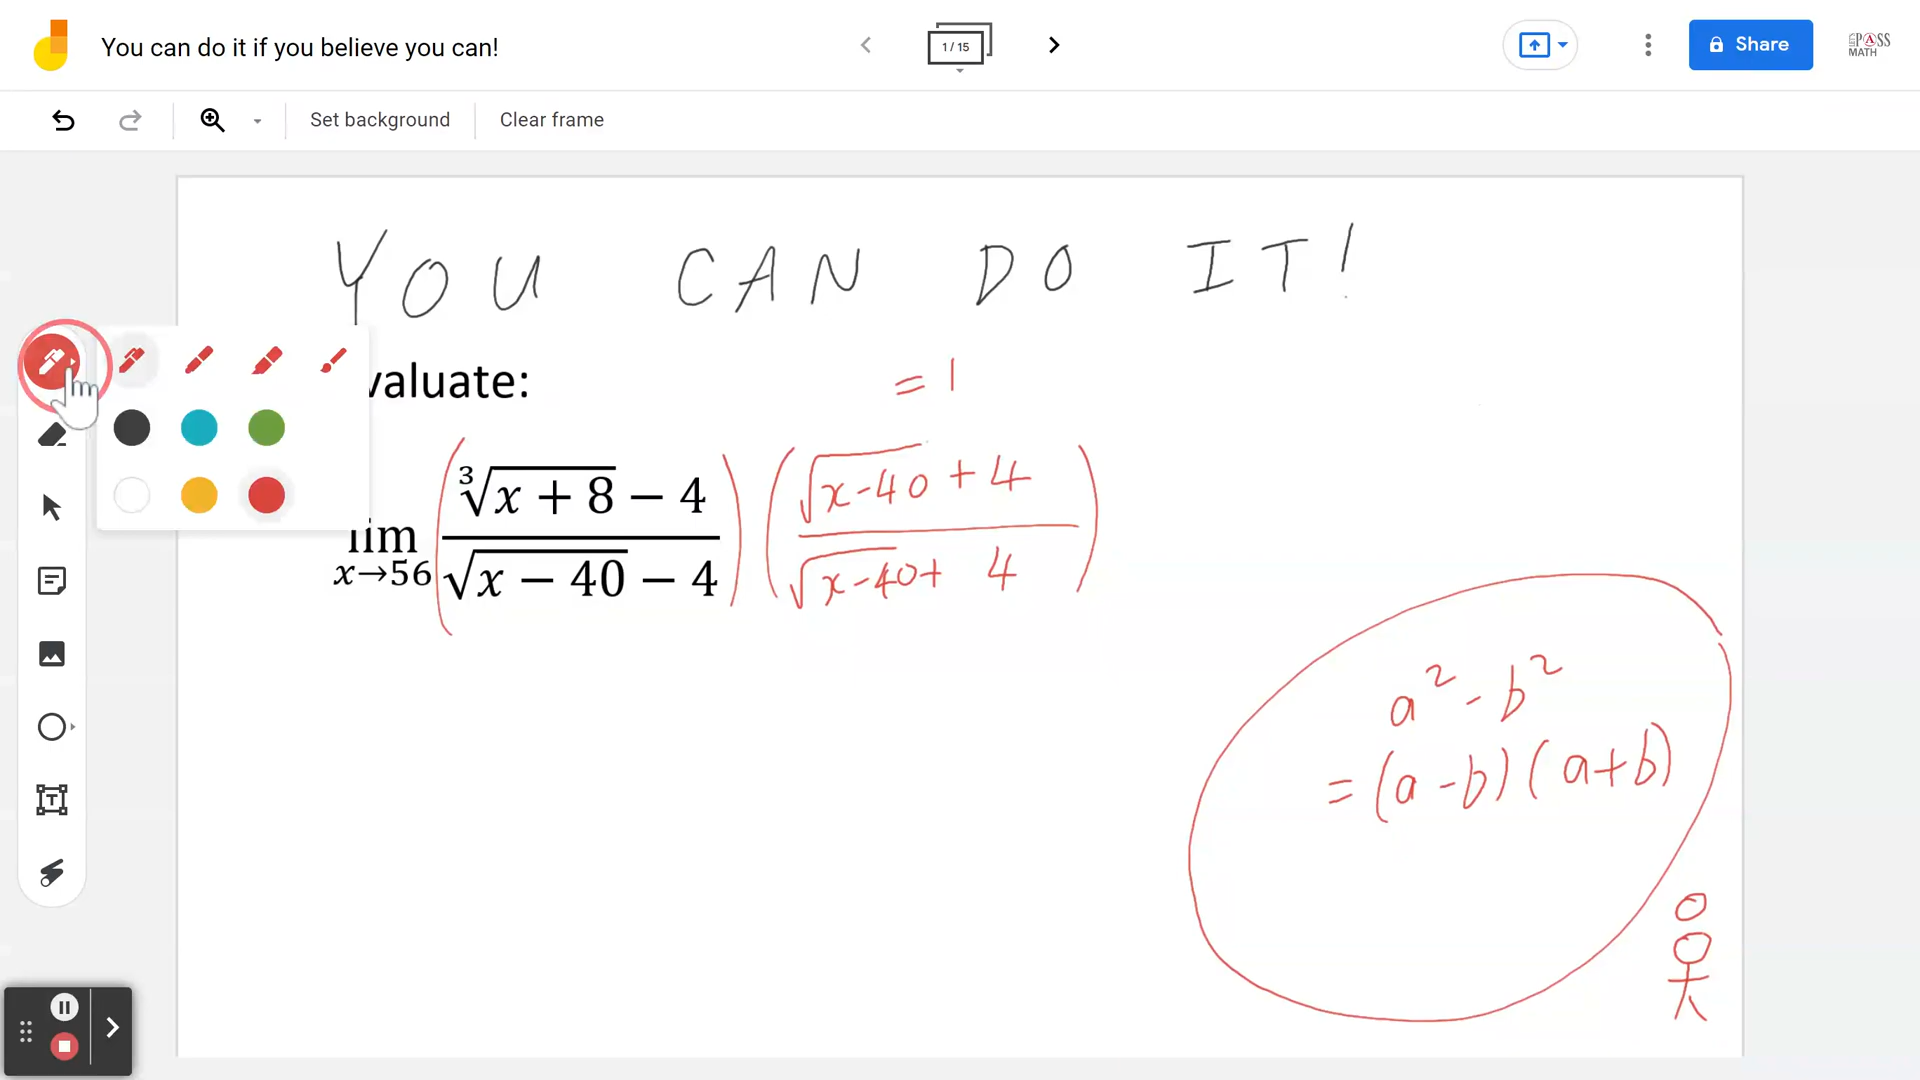 You can do it if you believe you can!
1 / 15
Share
PASS
MATH
Set background
Clear frame
YOU CAN DO IT!
valuate:
= 1
lim x→56 (∛(x + 8) − 4)/(√(x − 40) − 4) (√(x-40) + 4)/(√(x-40) + 4)
a² - b²
= (a - b) (a + b)